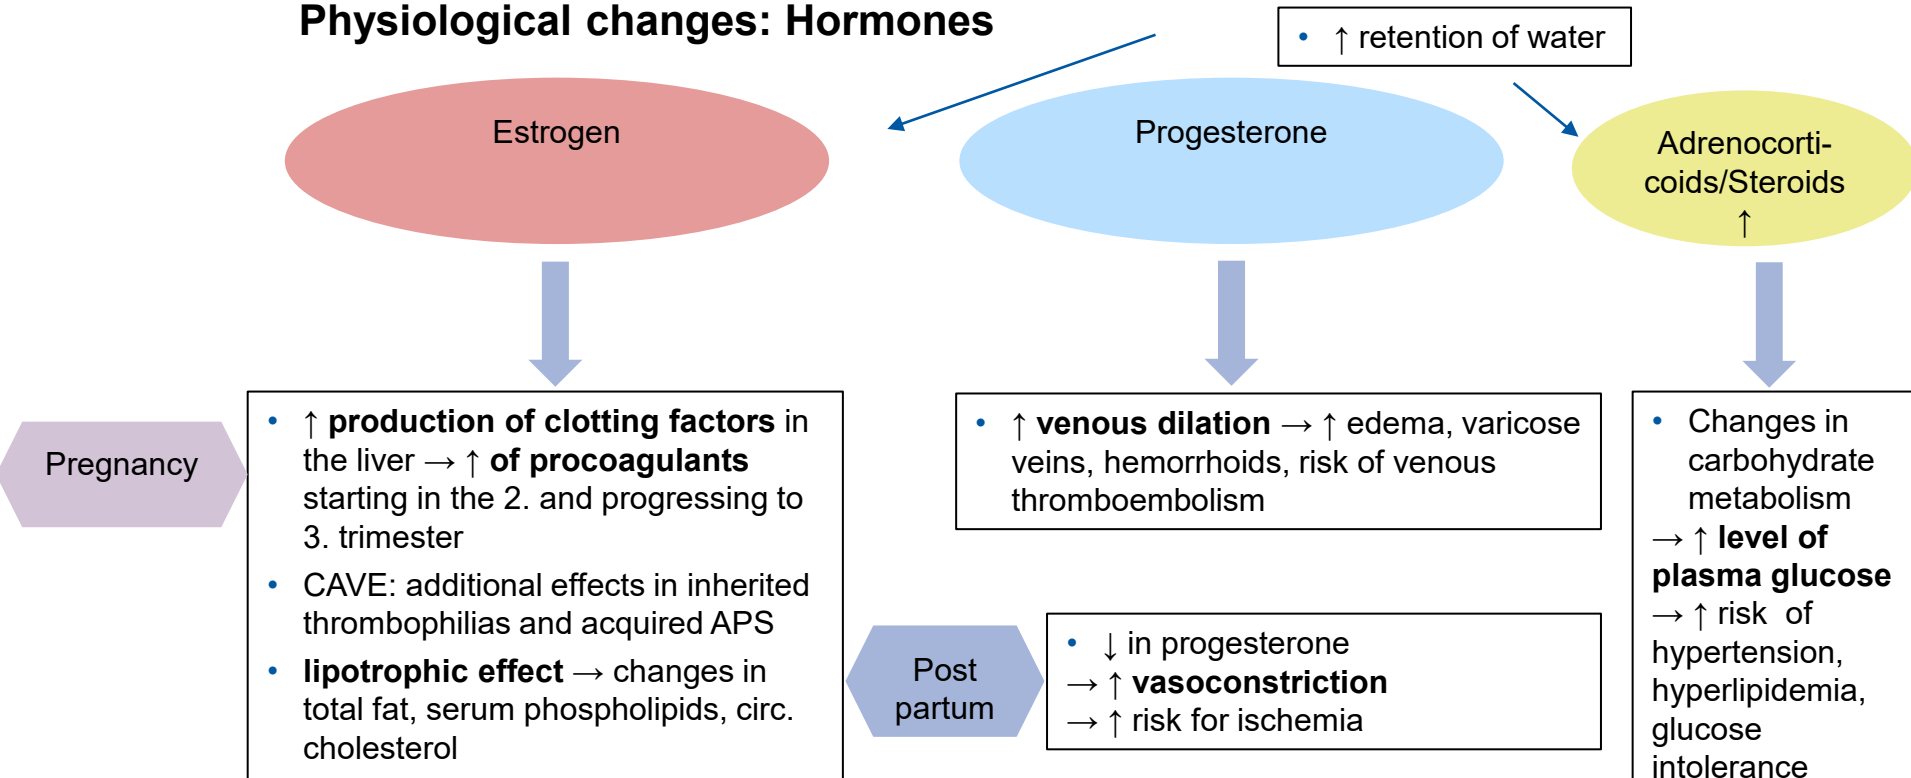 Physiological changes: Hormones
• ↑ retention of water
Estrogen
Progesterone
Adrenocorti-
coids/Steroids
↑
Pregnancy
• ↑ production of clotting factors in
the liver → ↑ of procoagulants
starting in the 2. and progressing to
3. trimester
• CAVE: additional effects in inherited
thrombophilias and acquired APS
• lipotrophic effect → changes in
total fat, serum phospholipids, circ.
cholesterol
• ↑ venous dilation → ↑ edema, varicose
veins, hemorrhoids, risk of venous
thromboembolism
Post
partum
• ↓ in progesterone
→ ↑ vasoconstriction
→ ↑ risk for ischemia
• Changes in
carbohydrate
metabolism
→ ↑ level of
plasma glucose
→ ↑ risk of
hypertension,
hyperlipidemia,
glucose
intolerance